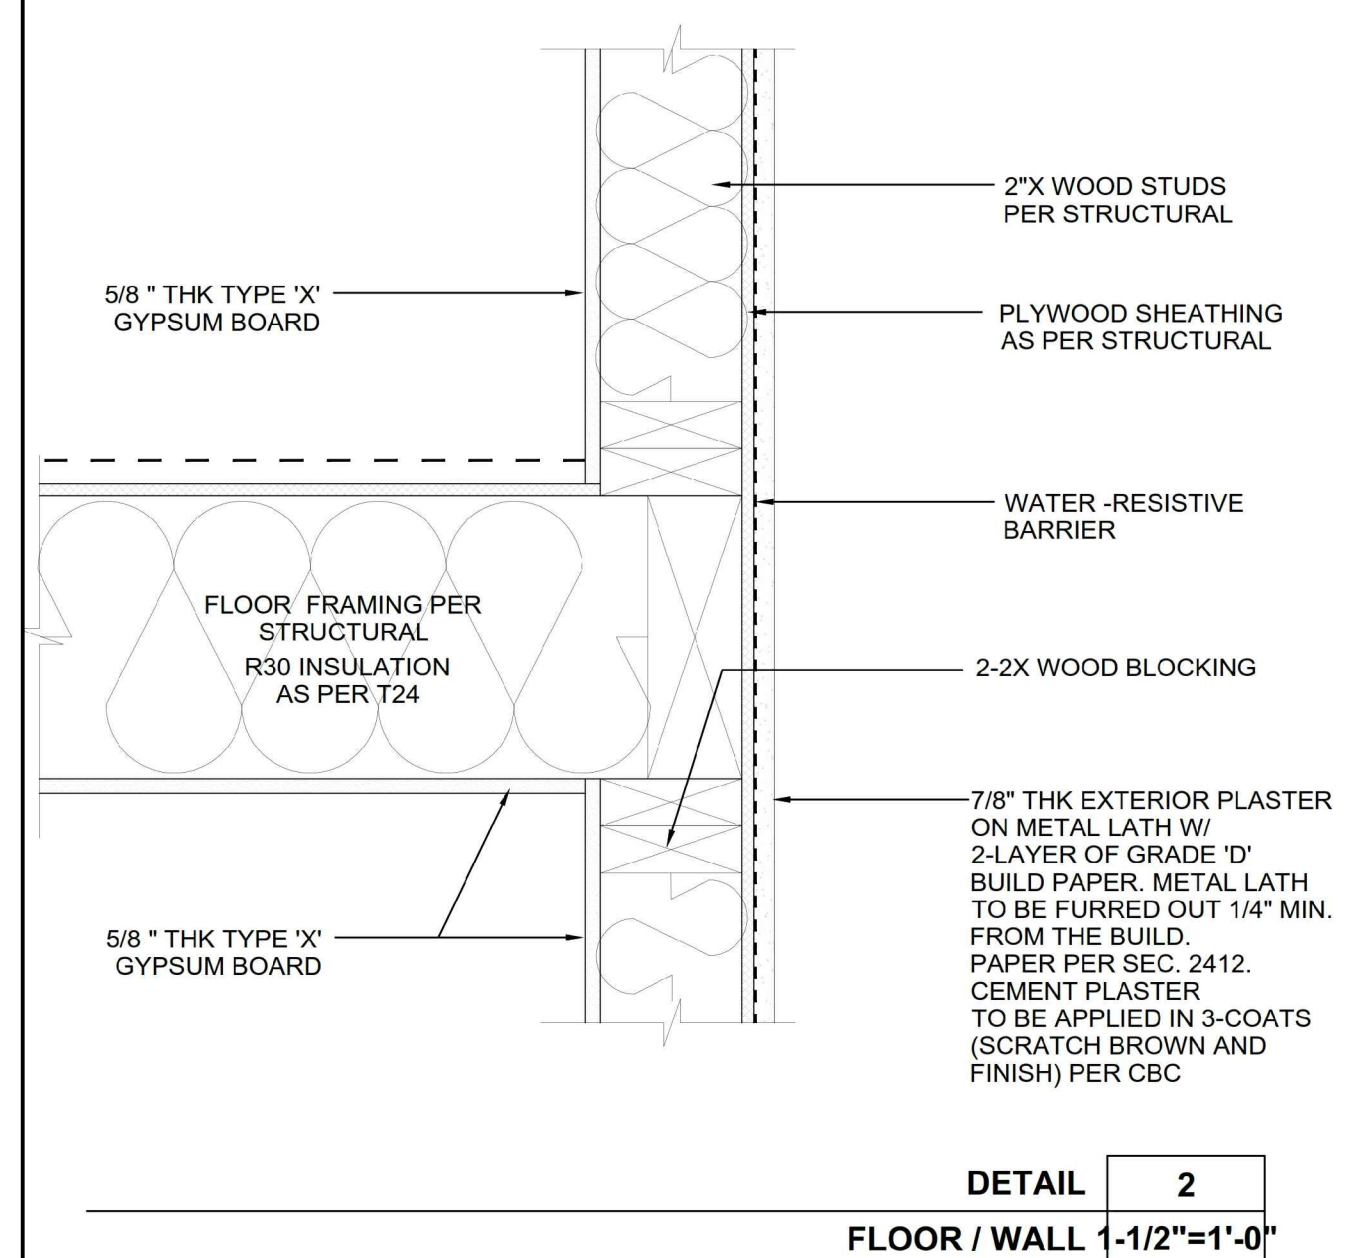 2"X WOOD STUDS
PER STRUCTURAL
5/8 " THK TYPE 'X'
GYPSUM BOARD
PLYWOOD SHEATHING
AS PER STRUCTURAL
WATER -RESISTIVE
BARRIER
FLOOR FRAMING PER
STRUCTURAL
R30 INSULATION
AS PER T24
2-2X WOOD BLOCKING
7/8" THK EXTERIOR PLASTER
ON METAL LATH W/
2-LAYER OF GRADE 'D'
BUILD PAPER. METAL LATH
TO BE FURRED OUT 1/4" MIN.
FROM THE BUILD.
PAPER PER SEC. 2412.
CEMENT PLASTER
TO BE APPLIED IN 3-COATS
(SCRATCH BROWN AND
FINISH) PER CBC
5/8 " THK TYPE 'X'
GYPSUM BOARD
DETAIL 2
FLOOR / WALL 1-1/2"=1'-0"